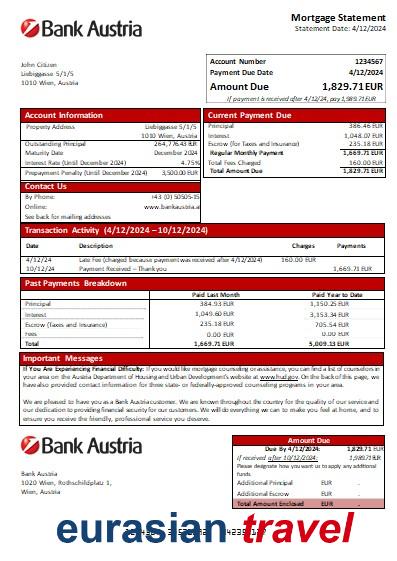 Bank Austria
Mortgage Statement
Statement Date: 4/12/2024
John Citizen
Liebiggasse 5/1/5
1010 Wien, Austria
Account Number 1234567
Payment Due Date 4/12/2024
Amount Due 1,829.71 EUR
If payment is received after 4/12/24, pay 1,989.71 EUR
Account Information
Property Address Liebiggasse 5/1/5
1010 Wien, Austria
Outstanding Principal 264,776.43 EUR
Maturity Date December 2024
Interest Rate (Until December 2024) 4.75%
Prepayment Penalty (Until December 2024) 3,500.00 EUR
Current Payment Due
Principal 386.46 EUR
Interest 1,048.07 EUR
Escrow (for Taxes and Insurance) 235.18 EUR
Regular Monthly Payment 1,669.71 EUR
Total Fees Charged 160.00 EUR
Total Amount Due 1,829.71 EUR
Contact Us
By Phone: +43 (0) 50505-15
Online: www.bankaustria.at
See back for mailing addresses
Transaction Activity (4/12/2024 – 10/12/2024)
Date Description Charges Payments
4/12/24 Late Fee (charged because payment was received after 4/12/2024) 160.00 EUR
10/12/24 Payment Received – Thank you 1,669.71 EUR
Past Payments Breakdown
Paid Last Month Paid Year to Date
Principal 384.93 EUR 1,150.25 EUR
Interest 1,049.60 EUR 3,153.34 EUR
Escrow (Taxes and Insurance) 235.18 EUR 705.54 EUR
Fees 0.00 EUR 0.00 EUR
Total 1,669.71 EUR 5,009.13 EUR
Important Messages
If You Are Experiencing Financial Difficulty: If you would like mortgage counseling or assistance, you can find a list of counselors in
your area on the Austria Department of Housing and Urban Development's website at www.hud.gov. On the back of this page, we
have also provided contact information for three state- or federally-approved counseling programs in your area.
We are pleased to have you as a Bank Austria customer. We are known throughout the country for the quality of our service and
our dedication to providing financial security for our customers. We will do everything we can to make you feel at home, and to
ensure you receive the friendly, professional service you deserve.
Bank Austria
Bank Austria
1020 Wien, Rothschildplatz 1,
Wien, Austria
Amount Due
Due By 4/12/2024: 1,829.71 EUR
If received after 10/12/2024: 1,989.71 EUR
Please designate how you want us to apply any additional
funds.
Additional Principal EUR .
Additional Escrow EUR .
Total Amount Enclosed EUR .
eurasian travel